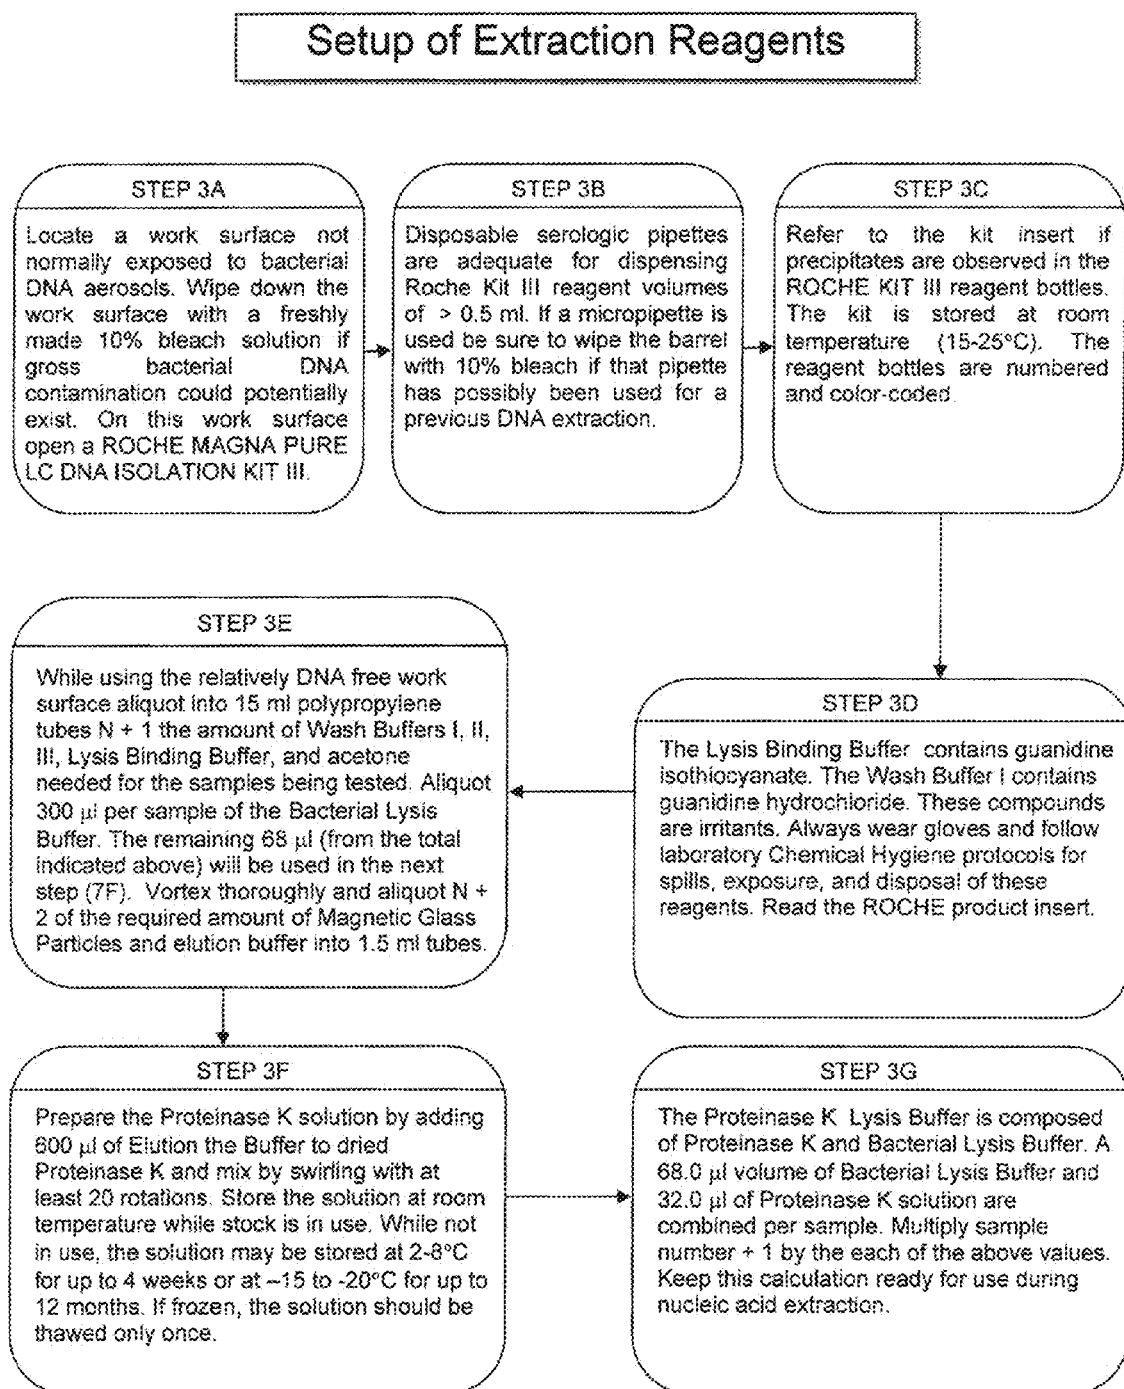 Setup of Extraction Reagents
STEP 3A
Locate a work surface not
normally exposed to bacterial
DNA aerosols. Wipe down the
work surface with a freshly
made 10% bleach solution if
gross bacterial DNA
contamination could potentially
exist. On this work surface
open a ROCHE MAGNA PURE
LC DNA ISOLATION KIT III.
STEP 3B
Disposable serologic pipettes
are adequate for dispensing
Roche Kit III reagent volumes
of > 0.5 ml. If a micropipette is
used be sure to wipe the barrel
with 10% bleach if that pipette
has possibly been used for a
previous DNA extraction.
STEP 3C
Refer to the kit insert if
precipitates are observed in the
ROCHE KIT III reagent bottles.
The kit is stored at room
temperature (15-25°C). The
reagent bottles are numbered
and color-coded.
STEP 3D
The Lysis Binding Buffer contains guanidine
isothiocyanate. The Wash Buffer I contains
guanidine hydrochloride. These compounds
are irritants. Always wear gloves and follow
laboratory Chemical Hygiene protocols for
spills, exposure, and disposal of these
reagents. Read the ROCHE product insert.
STEP 3E
While using the relatively DNA free work
surface aliquot into 15 ml polypropylene
tubes N + 1 the amount of Wash Buffers I, II,
III, Lysis Binding Buffer, and acetone
needed for the samples being tested. Aliquot
300 µl per sample of the Bacterial Lysis
Buffer. The remaining 68 µl (from the total
indicated above) will be used in the next
step (7F). Vortex thoroughly and aliquot N +
2 of the required amount of Magnetic Glass
Particles and elution buffer into 1.5 ml tubes.
STEP 3F
Prepare the Proteinase K solution by adding
600 µl of Elution the Buffer to dried
Proteinase K and mix by swirling with at
least 20 rotations. Store the solution at room
temperature while stock is in use. While not
in use, the solution may be stored at 2-8°C
for up to 4 weeks or at –15 to -20°C for up to
12 months. If frozen, the solution should be
thawed only once.
STEP 3G
The Proteinase K Lysis Buffer is composed
of Proteinase K and Bacterial Lysis Buffer. A
68.0 µl volume of Bacterial Lysis Buffer and
32.0 µl of Proteinase K solution are
combined per sample. Multiply sample
number + 1 by the each of the above values.
Keep this calculation ready for use during
nucleic acid extraction.